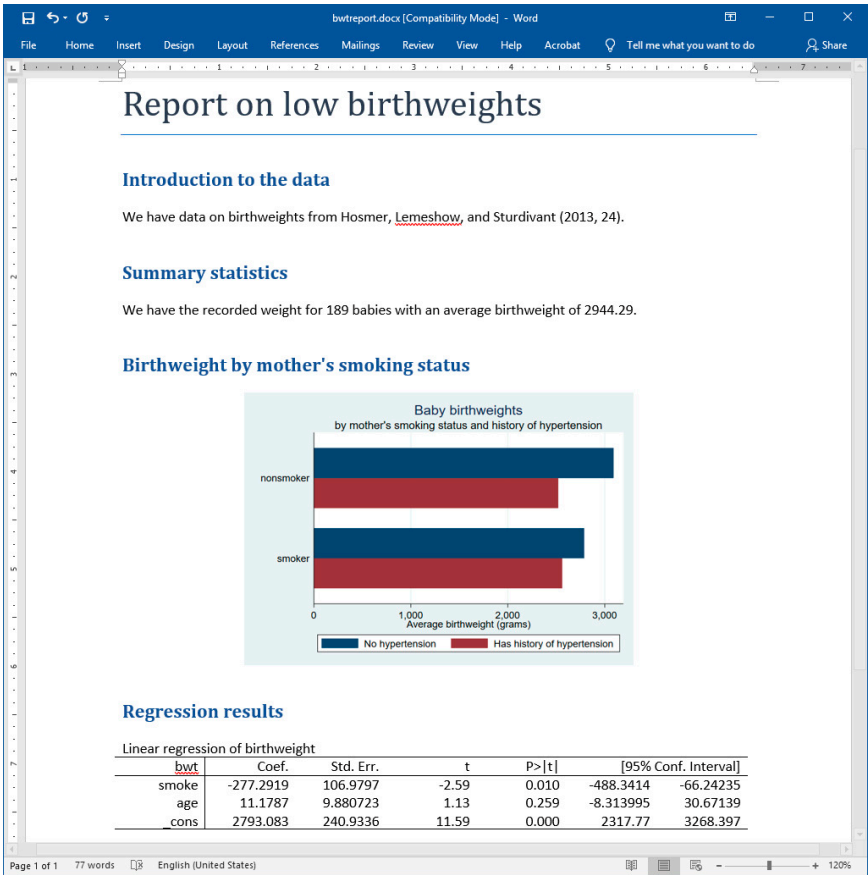 bwtreport.docx [Compatibility Mode] - Word
File Home Insert Design Layout References Mailings Review View Help Acrobat Tell me what you want to do Share
1 1 2 3 4 5 6 7
Report on low birthweights
Introduction to the data
We have data on birthweights from Hosmer, Lemeshow, and Sturdivant (2013, 24).
Summary statistics
We have the recorded weight for 189 babies with an average birthweight of 2944.29.
Birthweight by mother's smoking status
Baby birthweights
by mother's smoking status and history of hypertension
nonsmoker
smoker
0 1,000 2,000 3,000
Average birthweight (grams)
No hypertension Has history of hypertension
Regression results
Linear regression of birthweight
bwt Coef. Std. Err. t P>|t| [95% Conf. Interval]
smoke -277.2919 106.9797 -2.59 0.010 -488.3414 -66.24235
age 11.1787 9.880723 1.13 0.259 -8.313995 30.67139
_cons 2793.083 240.9336 11.59 0.000 2317.77 3268.397
Page 1 of 1 77 words English (United States) 120%